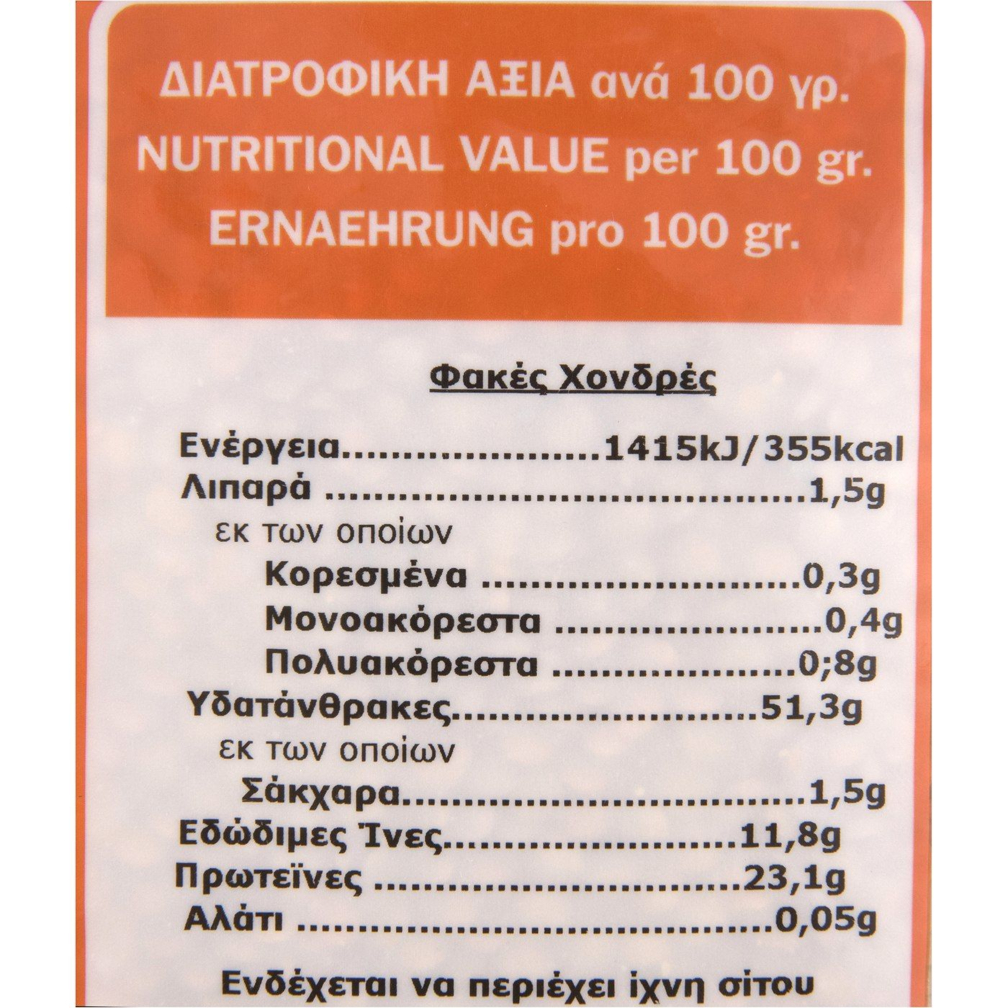 ΔΙΑΤΡΟΦΙΚΗ ΑΞΙΑ ανά 100 γρ.
NUTRITIONAL VALUE per 100 gr.
ERNAEHRUNG pro 100 gr.
Φακές Χονδρές
Ενέργεια.....................1415kJ/355kcal
Λιπαρά .......................................1,5g
εκ των οποίων
Κορεσμένα ..........................0,3g
Μονοακόρεστα ......................0,4g
Πολυακόρεστα ....................0;8g
Υδατάνθρακες.........................51,3g
εκ των οποίων
Σάκχαρα.................................1,5g
Εδώδιμες Ίνες........................11,8g
Πρωτεΐνες ..............................23,1g
Αλάτι .......................................0,05g
Ενδέχεται να περιέχει ίχνη σίτου